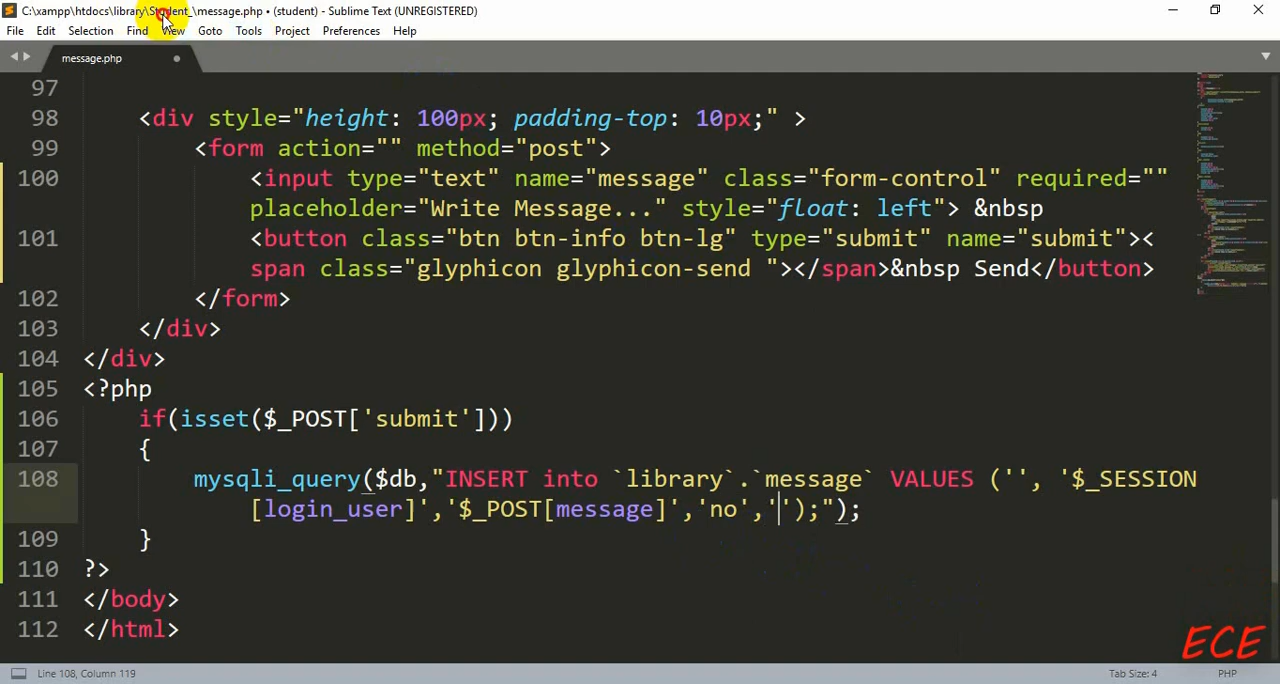 C:\xampp\htdocs\library\Student_\message.php • (student) - Sublime Text (UNREGISTERED)
File Edit Selection Find View Goto Tools Project Preferences Help
message.php
97
98 <div style="height: 100px; padding-top: 10px;" >
99 <form action="" method="post">
100 <input type="text" name="message" class="form-control" required=""
placeholder="Write Message..." style="float: left"> &nbsp
101 <button class="btn btn-info btn-lg" type="submit" name="submit"><
span class="glyphicon glyphicon-send "></span>&nbsp Send</button>
102 </form>
103 </div>
104 </div>
105 <?php
106 if(isset($_POST['submit']))
107 {
108 mysqli_query($db,"INSERT into `library`.`message` VALUES ('', '$_SESSION
[login_user]','$_POST[message]','no','');");
109 }
110 ?>
111 </body>
112 </html>
ECE
Line 108, Column 119
Tab Size: 4
PHP